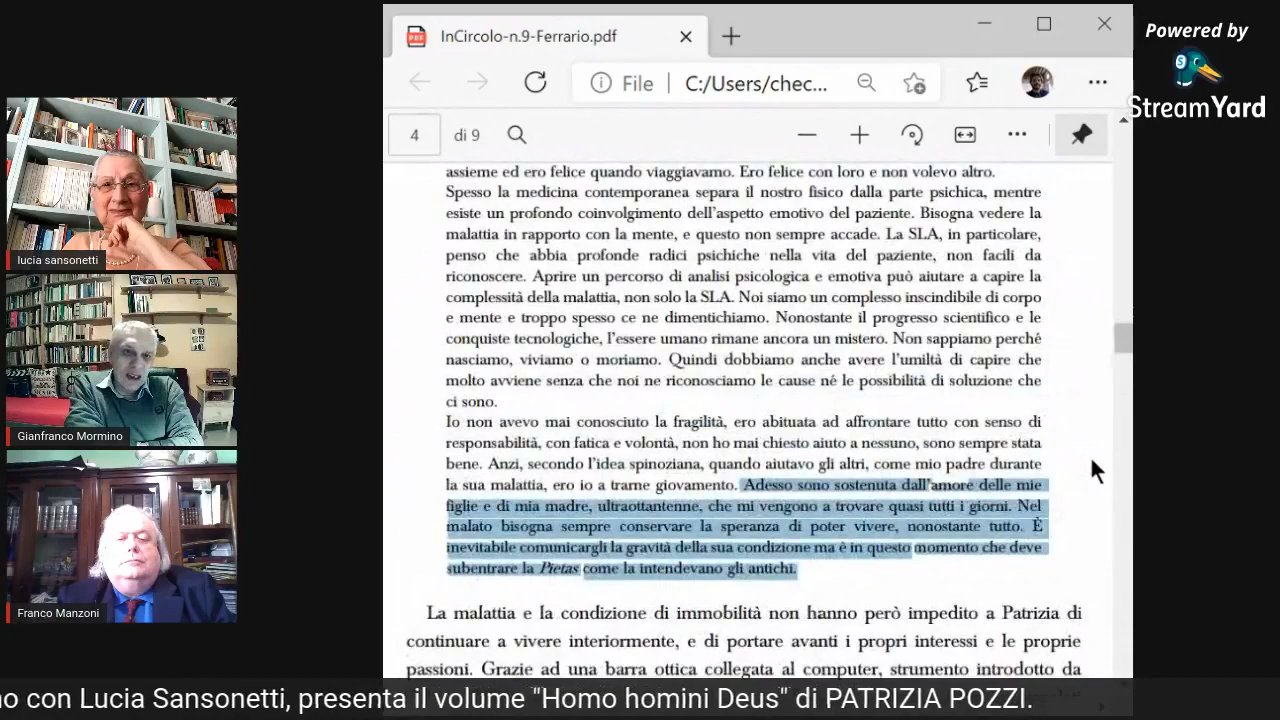 InCircolo-n.9-Ferrario.pdf
Powered by
StreamYard
File
C:/Users/chec...
4
di 9
lucia sansonetti
Gianfranco Mormino
Franco Manzoni
assieme ed ero felice quando viaggiavamo. Ero felice con loro e non volevo altro.
Spesso la medicina contemporanea separa il nostro fisico dalla parte psichica, mentre
esiste un profondo coinvolgimento dell'aspetto emotivo del paziente. Bisogna vedere la
malattia in rapporto con la mente, e questo non sempre accade. La SLA, in particolare,
penso che abbia profonde radici psichiche nella vita del paziente, non facili da
riconoscere. Aprire un percorso di analisi psicologica e emotiva può aiutare a capire la
complessità della malattia, non solo la SLA. Noi siamo un complesso inscindibile di corpo
e mente e troppo spesso ce ne dimentichiamo. Nonostante il progresso scientifico e le
conquiste tecnologiche, l'essere umano rimane ancora un mistero. Non sappiamo perché
nasciamo, viviamo o moriamo. Quindi dobbiamo anche avere l'umiltà di capire che
molto avviene senza che noi ne riconosciamo le cause né le possibilità di soluzione che
ci sono.
Io non avevo mai conosciuto la fragilità, ero abituata ad affrontare tutto con senso di
responsabilità, con fatica e volontà, non ho mai chiesto aiuto a nessuno, sono sempre stata
bene. Anzi, secondo l'idea spinoziana, quando aiutavo gli altri, come mio padre durante
la sua malattia, ero io a trarne giovamento. Adesso sono sostenuta dall'amore delle mie
figlie e di mia madre, ultraottantenne, che mi vengono a trovare quasi tutti i giorni. Nel
malato bisogna sempre conservare la speranza di poter vivere, nonostante tutto. È
inevitabile comunicargli la gravità della sua condizione ma è in questo momento che deve
subentrare la Pietas come la intendevano gli antichi.
La malattia e la condizione di immobilità non hanno però impedito a Patrizia di
continuare a vivere interiormente, e di portare avanti i propri interessi e le proprie
passioni. Grazie ad una barra ottica collegata al computer, strumento introdotto da
no con Lucia Sansonetti, presenta il volume "Homo homini Deus" di PATRIZIA POZZI.